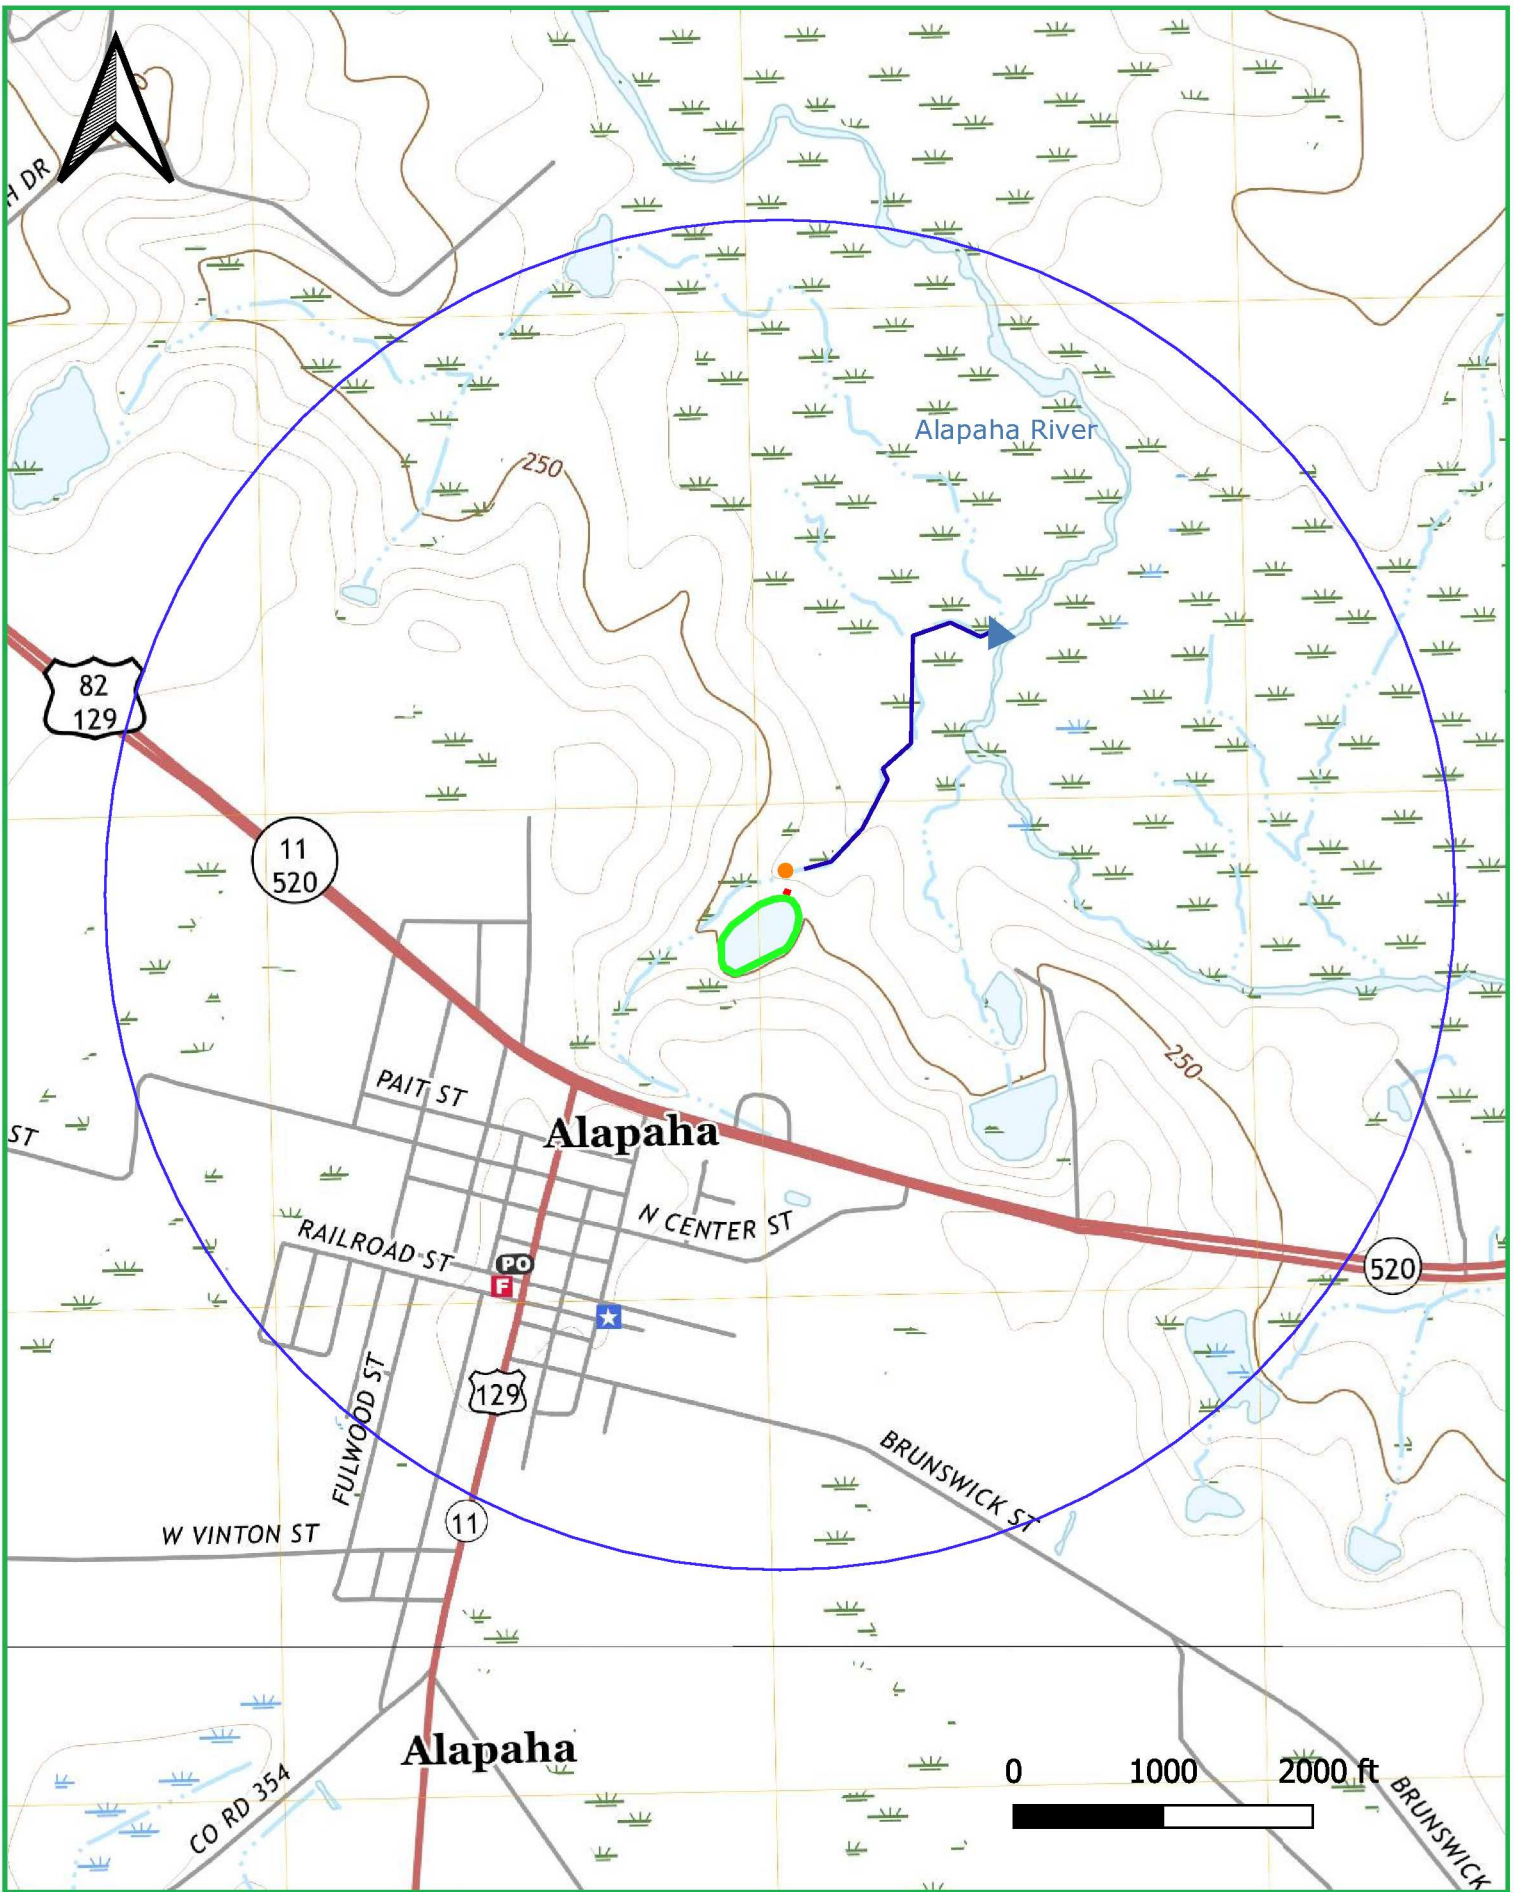 H DR
250
Alapaha River
82
129
11
520
250
PAIT ST
ST
Alapaha
N CENTER ST
RAILROAD ST
PO
F
520
129
FULWOOD ST
BRUNSWICK ST
11
W VINTON ST
Alapaha
0 1000 2000 ft
CO RD 354
BRUNSWICK